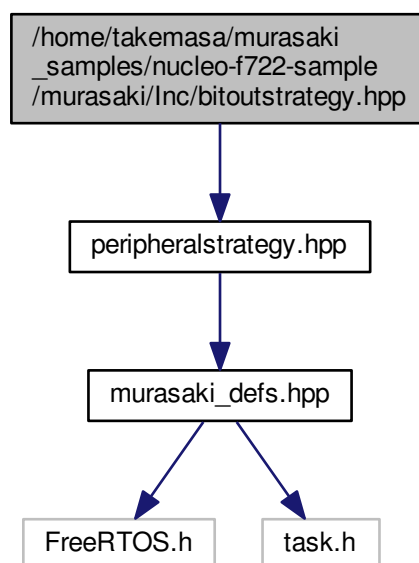 /home/takemasa/murasaki
_samples/nucleo-f722-sample
/murasaki/Inc/bitoutstrategy.hpp
peripheralstrategy.hpp
murasaki_defs.hpp
FreeRTOS.h
task.h